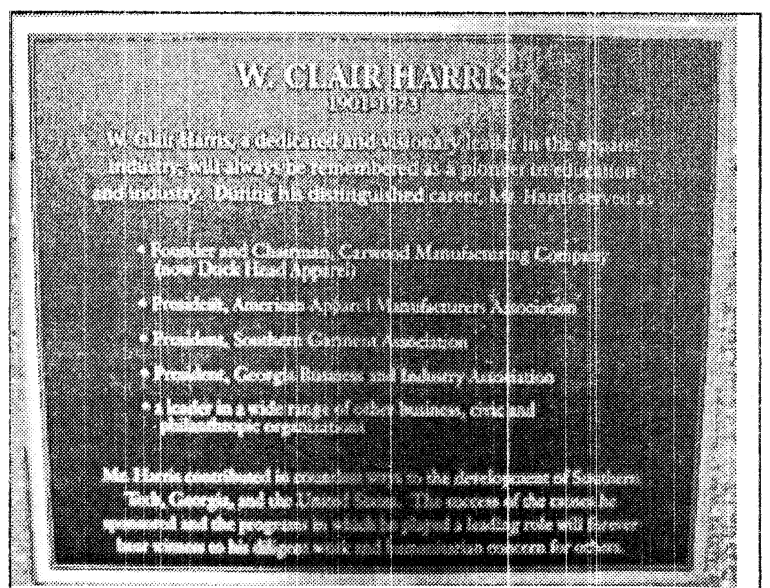 W. CLAIR HARRIS
1901-1973
W. Clair Harris, a dedicated and visionary leader in the apparel
industry, will always be remembered as a pioneer in education
and industry. During his distinguished career, Mr. Harris served as
• Founder and Chairman, Carwood Manufacturing Company
(now Duck Head Apparel)
• President, American Apparel Manufacturers Association
• President, Southern Garment Association
• President, Georgia Business and Industry Association
• a leader in a wide range of other business, civic and
philanthropic organizations
Mr. Harris contributed in countless ways to the development of Southern
Tech, Georgia, and the United States. The success of the causes he
sponsored and the programs in which he played a leading role will forever
bear witness to his diligent work and humanitarian concern for others.